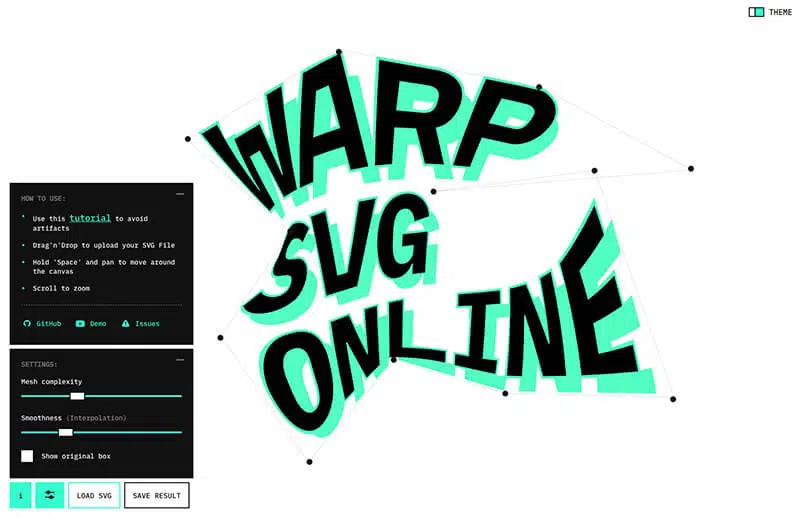 THEME
WARP
SVG
ONLINE
HOW TO USE:
Use this tutorial to avoid
artifacts
Drag'n'Drop to upload your SVG File
Hold 'Space' and pan to move around
the canvas
Scroll to zoom
GitHub Demo Issues
SETTINGS:
Mesh complexity
Smoothness (Interpolation)
Show original box
i LOAD SVG SAVE RESULT